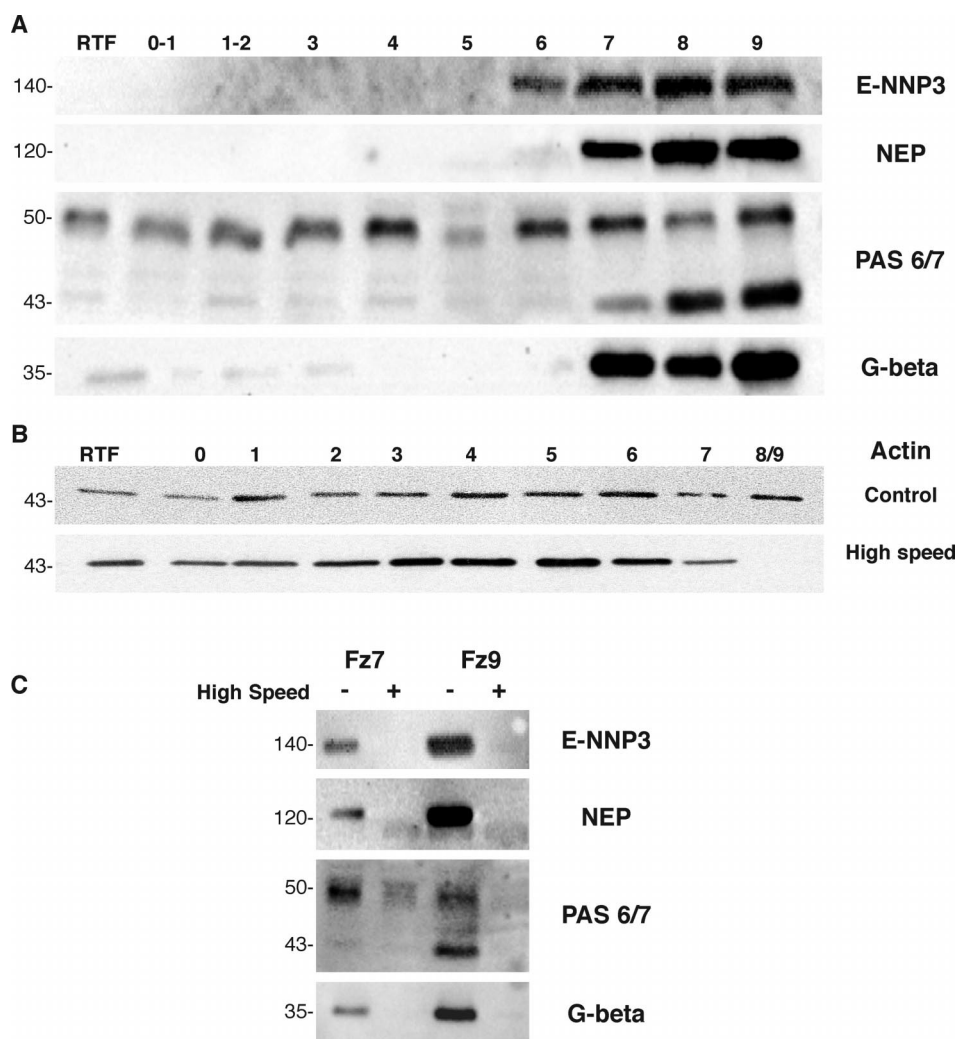 A
RTF 0-1 1-2 3 4 5 6 7 8 9
140- E-NNP3
120- NEP
50-
PAS 6/7
43-
35- G-beta
B
RTF 0 1 2 3 4 5 6 7 8/9 Actin
43- Control
43- High speed
C
Fz7 Fz9
High Speed - + - +
140- E-NNP3
120- NEP
50-
PAS 6/7
43-
35- G-beta